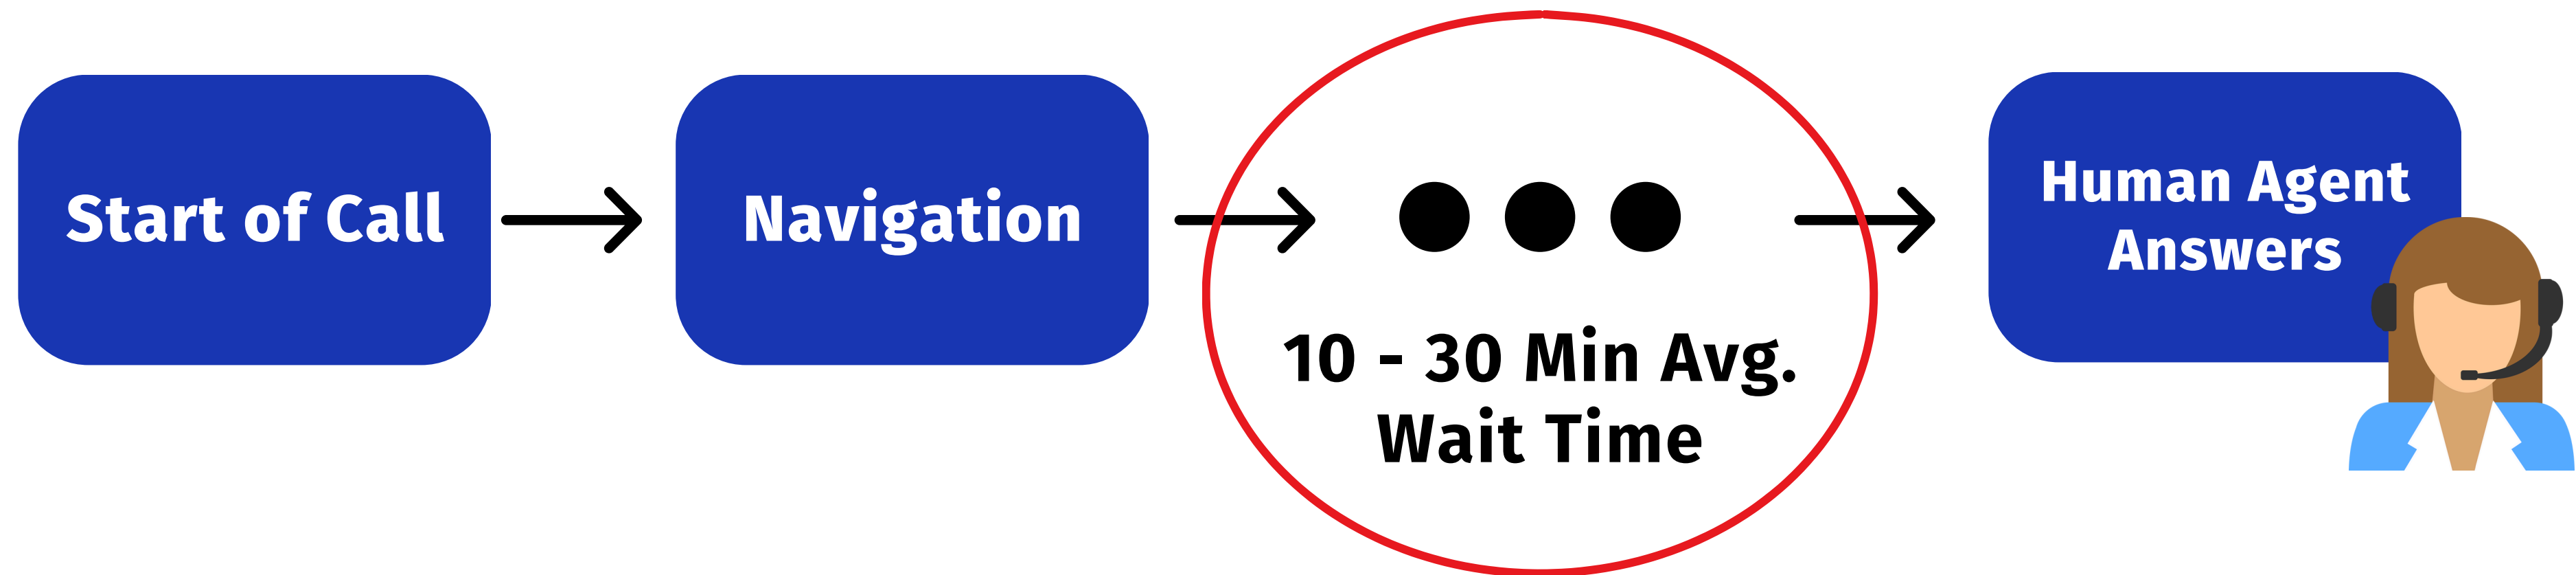 Start of Call
Navigation
10 - 30 Min Avg.
Wait Time
Human Agent
Answers